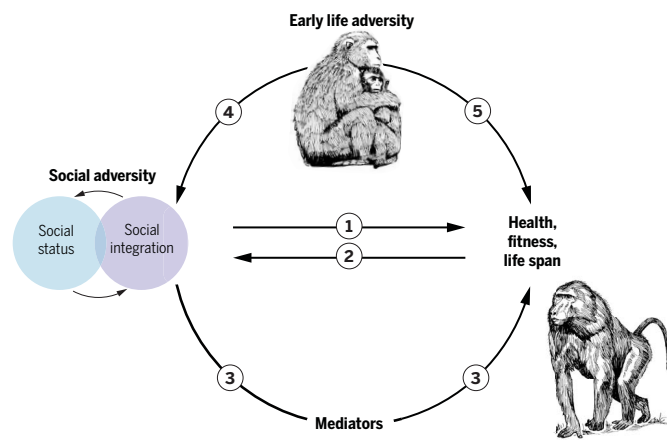 Early life adversity
4
5
Social adversity
Social
status
Social
integration
1
2
Health,
fitness,
life span
3
3
Mediators